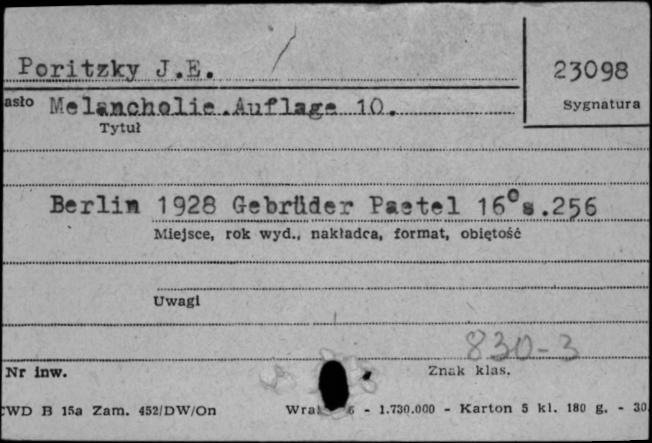 Poritzky J.E.
23098
asło Melancholie.Auflage 10.
Sygnatura
Tytuł
Berlin 1928 Gebrüder Paetel 16° s.256
Miejsce, rok wyd., nakładca, format, objętość
Uwagi
830-3
Nr inw.
Znak klas.
CWD B 15a Zam. 452/DW/On - 1.730.000 - Karton 5 kl. 180 g. - 30